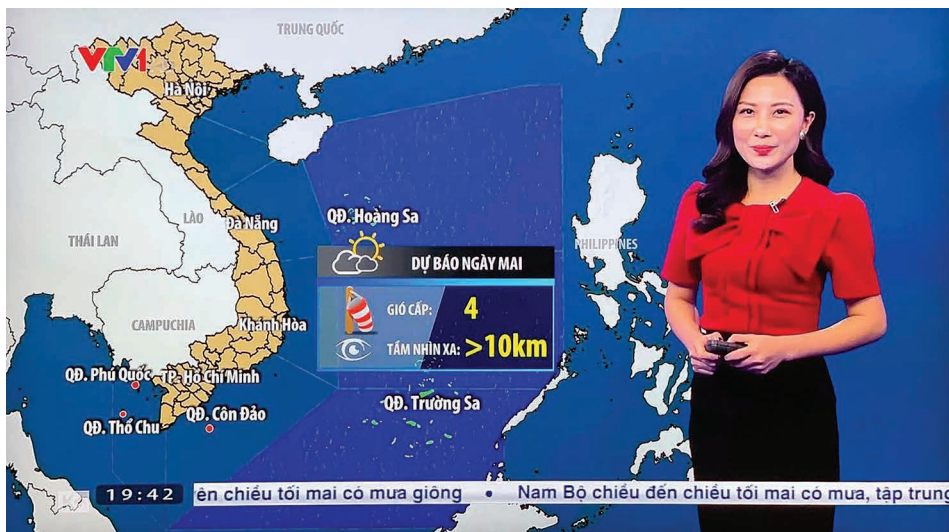 TRUNG QUỐC
VTV1
Hà Nội
QĐ. Hoàng Sa
LÀO
Đà Nẵng
THÁI LAN
PHILIPPINES
DỰ BÁO NGÀY MAI
GIÓ CẤP: 4
TẦM NHÌN XA: >10km
CAMPUCHIA
Khánh Hòa
QĐ. Phú Quốc
TP. Hồ Chí Minh
QĐ. Trường Sa
QĐ. Thổ Chu
QĐ. Côn Đảo
19:42
ên chiều tối mai có mưa giông • Nam Bộ chiều đến chiều tối mai có mưa, tập trung